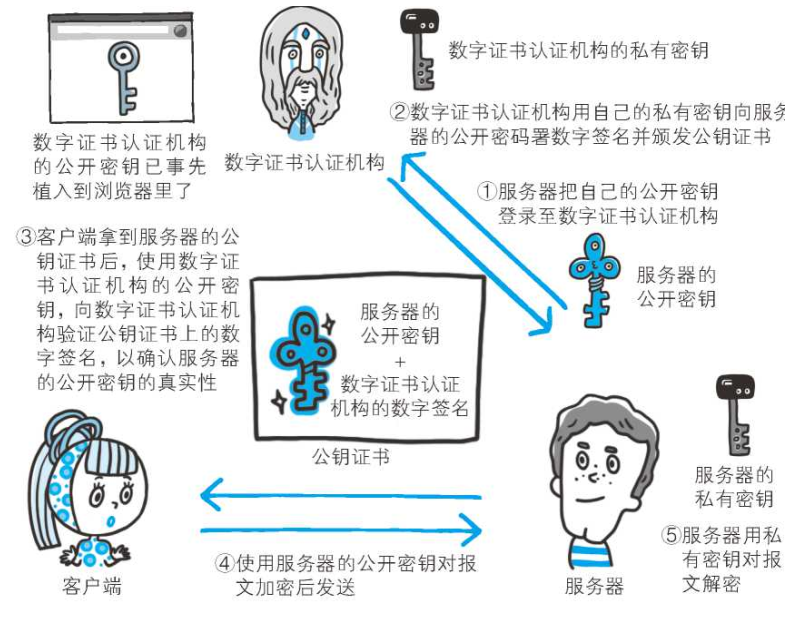 数字证书认证机构的私有密钥
②数字证书认证机构用自己的私有密钥向服务
器的公开密码署数字签名并颁发公钥证书
数字证书认证机构
的公开密钥已事先
植入到浏览器里了
数字证书认证机构
①服务器把自己的公开密钥
登录至数字证书认证机构
服务器的
公开密钥
③客户端拿到服务器的公
钥证书后，使用数字证
书认证机构的公开密
钥，向数字证书认证机
构验证公钥证书上的数
字签名，以确认服务器
的公开密钥的真实性
服务器的
公开密钥
+
数字证书认证
机构的数字签名
公钥证书
服务器的
私有密钥
④使用服务器的公开密钥对报
文加密后发送
⑤服务器用私
有密钥对报
文解密
客户端
服务器